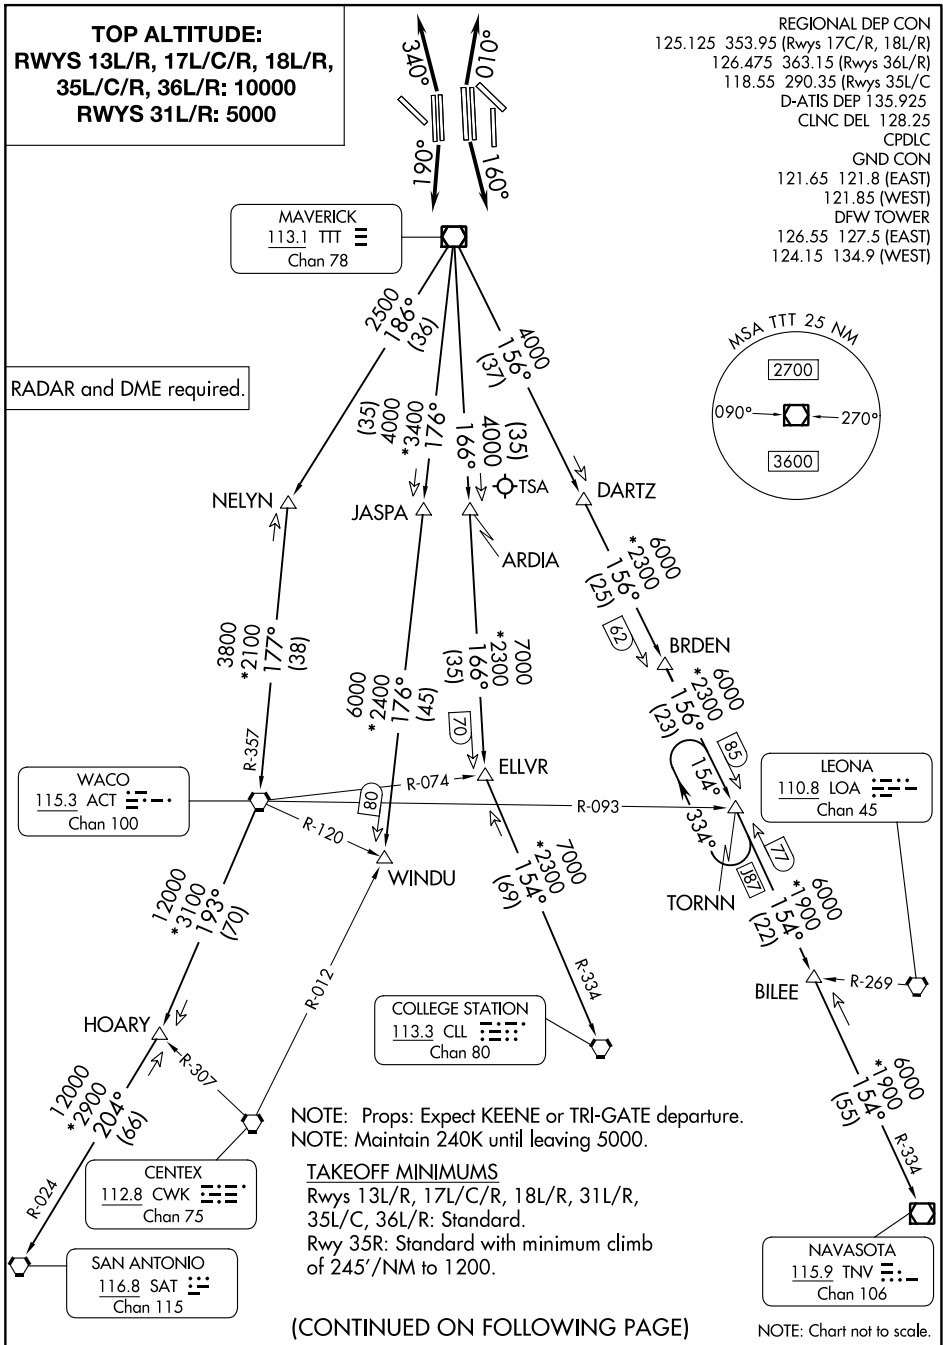 TOP ALTITUDE:
RWYS 13L/R, 17L/C/R, 18L/R,
35L/C/R, 36L/R: 10000
RWYS 31L/R: 5000
REGIONAL DEP CON
125.125 353.95 (Rwys 17C/R, 18L/R)
126.475 363.15 (Rwys 36L/R)
118.55 290.35 (Rwys 35L/C
D-ATIS DEP 135.925
CLNC DEL 128.25
CPDLC
GND CON
121.65 121.8 (EAST)
121.85 (WEST)
DFW TOWER
126.55 127.5 (EAST)
124.15 134.9 (WEST)
340°
010°
190°
160°
MAVERICK
113.1 TTT
Chan 78
MSA TTT 25 NM
2700
090°
270°
3600
RADAR and DME required.
2500
186°
(36)
(35)
4000
*3400
176°
(35)
4000
166°
4000
156°
(37)
TSA
NELYN
JASPA
ARDIA
DARTZ
3800
*2100
177°
(38)
6000
*2400
176°
(45)
7000
*2300
166°
(35)
6000
*2300
156°
(25)
62
BRDEN
6000
*2300
156°
(23)
70
85
R-357
R-074
ELLVR
154°
334°
WACO
115.3 ACT
Chan 100
80
R-093
R-120
WINDU
LEONA
110.8 LOA
Chan 45
77
J87
TORNN
12000
*3100
193°
(70)
7000
*2300
154°
(69)
6000
*1900
154°
(22)
R-012
R-334
BILEE
R-269
COLLEGE STATION
113.3 CLL
Chan 80
HOARY
R-307
12000
*2900
204°
(66)
6000
*1900
154°
(55)
R-334
R-024
CENTEX
112.8 CWK
Chan 75
SAN ANTONIO
116.8 SAT
Chan 115
NOTE: Props: Expect KEENE or TRI-GATE departure.
NOTE: Maintain 240K until leaving 5000.
TAKEOFF MINIMUMS
Rwys 13L/R, 17L/C/R, 18L/R, 31L/R,
35L/C, 36L/R: Standard.
Rwy 35R: Standard with minimum climb
of 245'/NM to 1200.
NAVASOTA
115.9 TNV
Chan 106
(CONTINUED ON FOLLOWING PAGE)
NOTE: Chart not to scale.